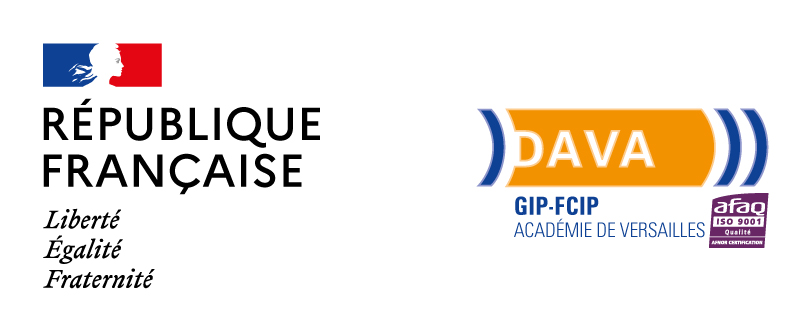 RÉPUBLIQUE
FRANÇAISE
Liberté
Égalité
Fraternité
DAVA
GIP-FCIP
ACADÉMIE DE VERSAILLES
afaq
ISO 9001
Qualité
AFNOR CERTIFICATION